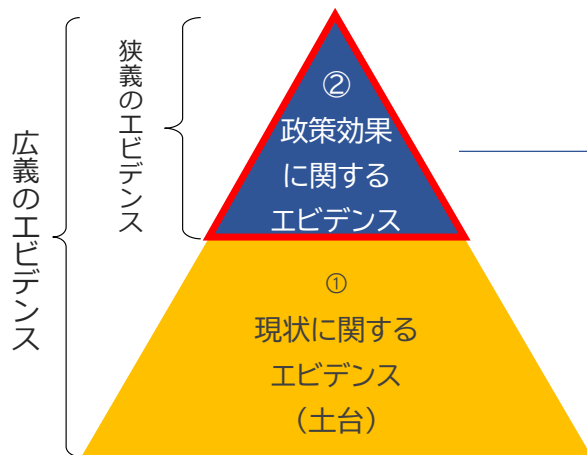 広義のエビデンス
狭義のエビデンス
②
政策効果
に関する
エビデンス
①
現状に関する
エビデンス
（土台）